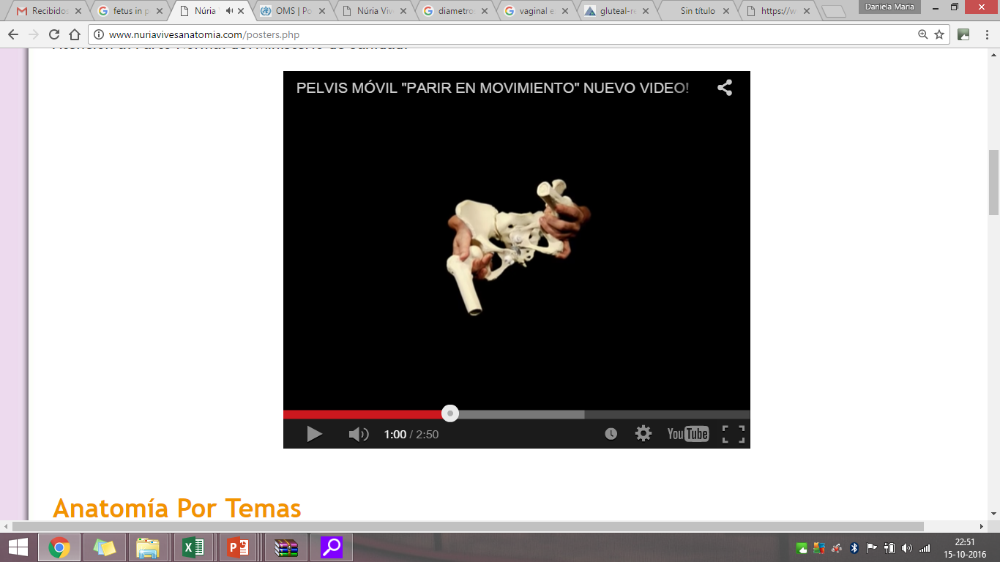 Recibidos
fetus in p
Núria
OMS | Po
Núria Viv
diametro
vaginal e
gluteal-re
Sin título
https://w
Daniela Maria
www.nuriavivesanatomia.com/posters.php
PELVIS MÓVIL "PARIR EN MOVIMIENTO" NUEVO VIDEO!
1:00 / 2:50
YouTube
Anatomía Por Temas
22:51
15-10-2016